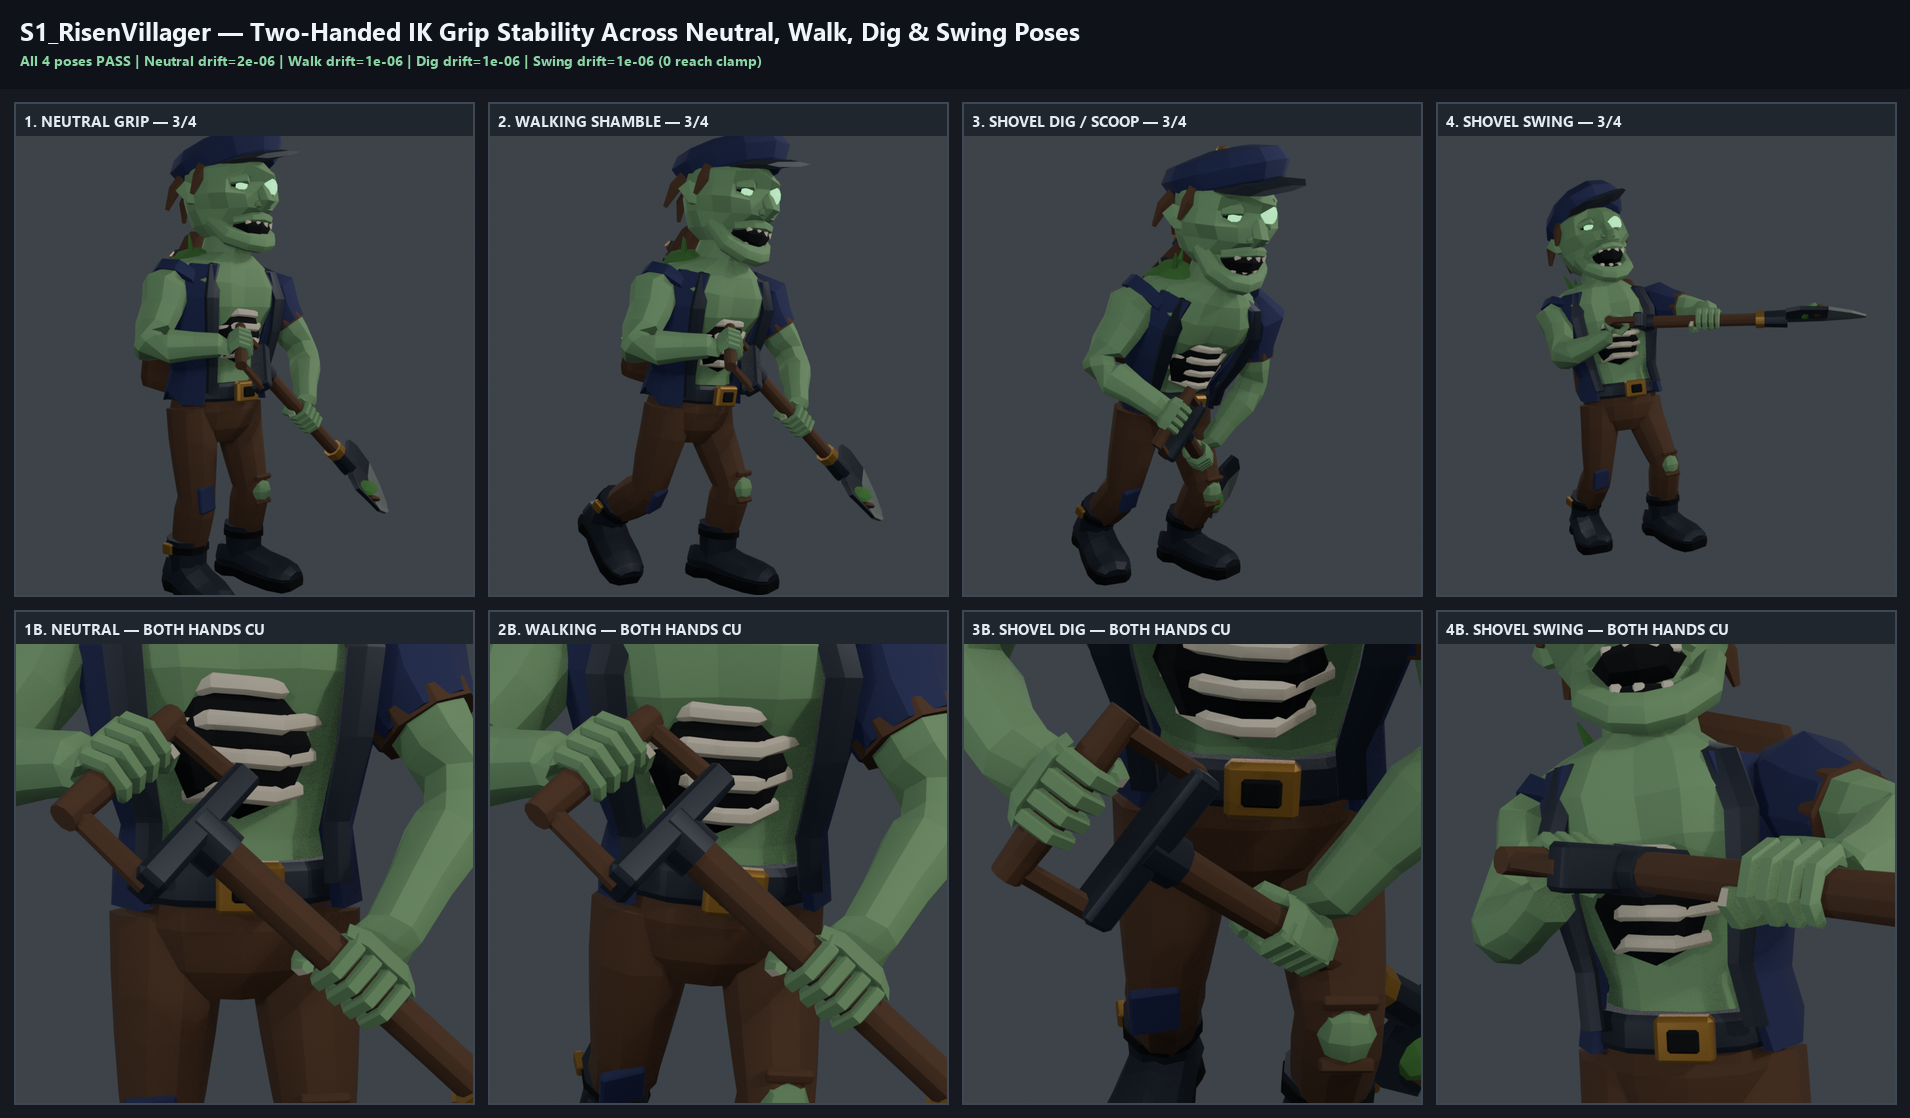 S1_RisenVillager — Two-Handed IK Grip Stability Across Neutral, Walk, Dig & Swing Poses
All 4 poses PASS | Neutral drift=2e-06 | Walk drift=1e-06 | Dig drift=1e-06 | Swing drift=1e-06 (0 reach clamp)
1. NEUTRAL GRIP — 3/4
2. WALKING SHAMBLE — 3/4
3. SHOVEL DIG / SCOOP — 3/4
4. SHOVEL SWING — 3/4
1B. NEUTRAL — BOTH HANDS CU
2B. WALKING — BOTH HANDS CU
3B. SHOVEL DIG — BOTH HANDS CU
4B. SHOVEL SWING — BOTH HANDS CU